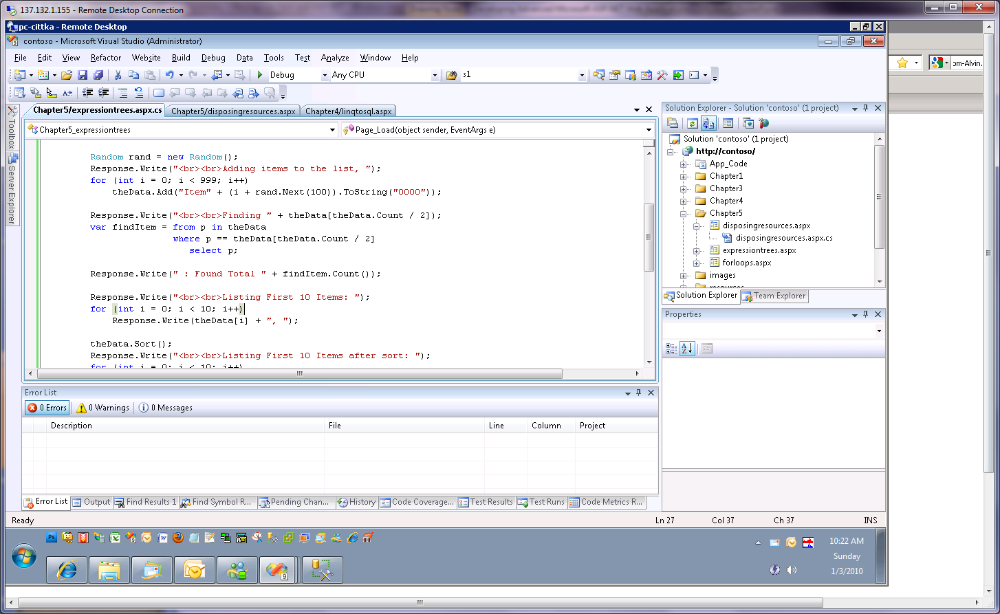 137.132.1.155 - Remote Desktop Connection
pc-cittka - Remote Desktop
contoso - Microsoft Visual Studio (Administrator)
File Edit View Refactor Website Build Debug Data Tools Test Analyze Window Help
Debug Any CPU s1
om-Alvin.
Chapter5/expressiontrees.aspx.cs Chapter5/disposingresources.aspx Chapter4/linqtosql.aspx
Toolbox
Server Explorer
Chapter5_expressiontrees Page_Load(object sender, EventArgs e)
Random rand = new Random();
Response.Write("<br><br>Adding items to the list, ");
for (int i = 0; i < 999; i++)
theData.Add("Item" + (i + rand.Next(100)).ToString("0000"));
Response.Write("<br><br>Finding " + theData[theData.Count / 2]);
var findItem = from p in theData
where p == theData[theData.Count / 2]
select p;
Response.Write(" : Found Total " + findItem.Count());
Response.Write("<br><br>Listing First 10 Items: ");
for (int i = 0; i < 10; i++)
Response.Write(theData[i] + ", ");
theData.Sort();
Response.Write("<br><br>Listing First 10 Items after sort: ");
for (int i = 0; i < 10; i++)
Solution Explorer - Solution 'contoso' (1 project)
Solution 'contoso' (1 project)
http://contoso/
App_Code
Chapter1
Chapter3
Chapter4
Chapter5
disposingresources.aspx
disposingresources.aspx.cs
expressiontrees.aspx
forloops.aspx
images
resources
Solution Explorer Team Explorer
Properties
Error List
0 Errors 0 Warnings 0 Messages
Description File Line Column Project
Error List Output Find Results 1 Find Symbol R... Pending Chan... History Code Coverage... Test Results Test Runs Code Metrics R...
Ready Ln 27 Col 37 Ch 37 INS
10:22 AM
Sunday
1/3/2010